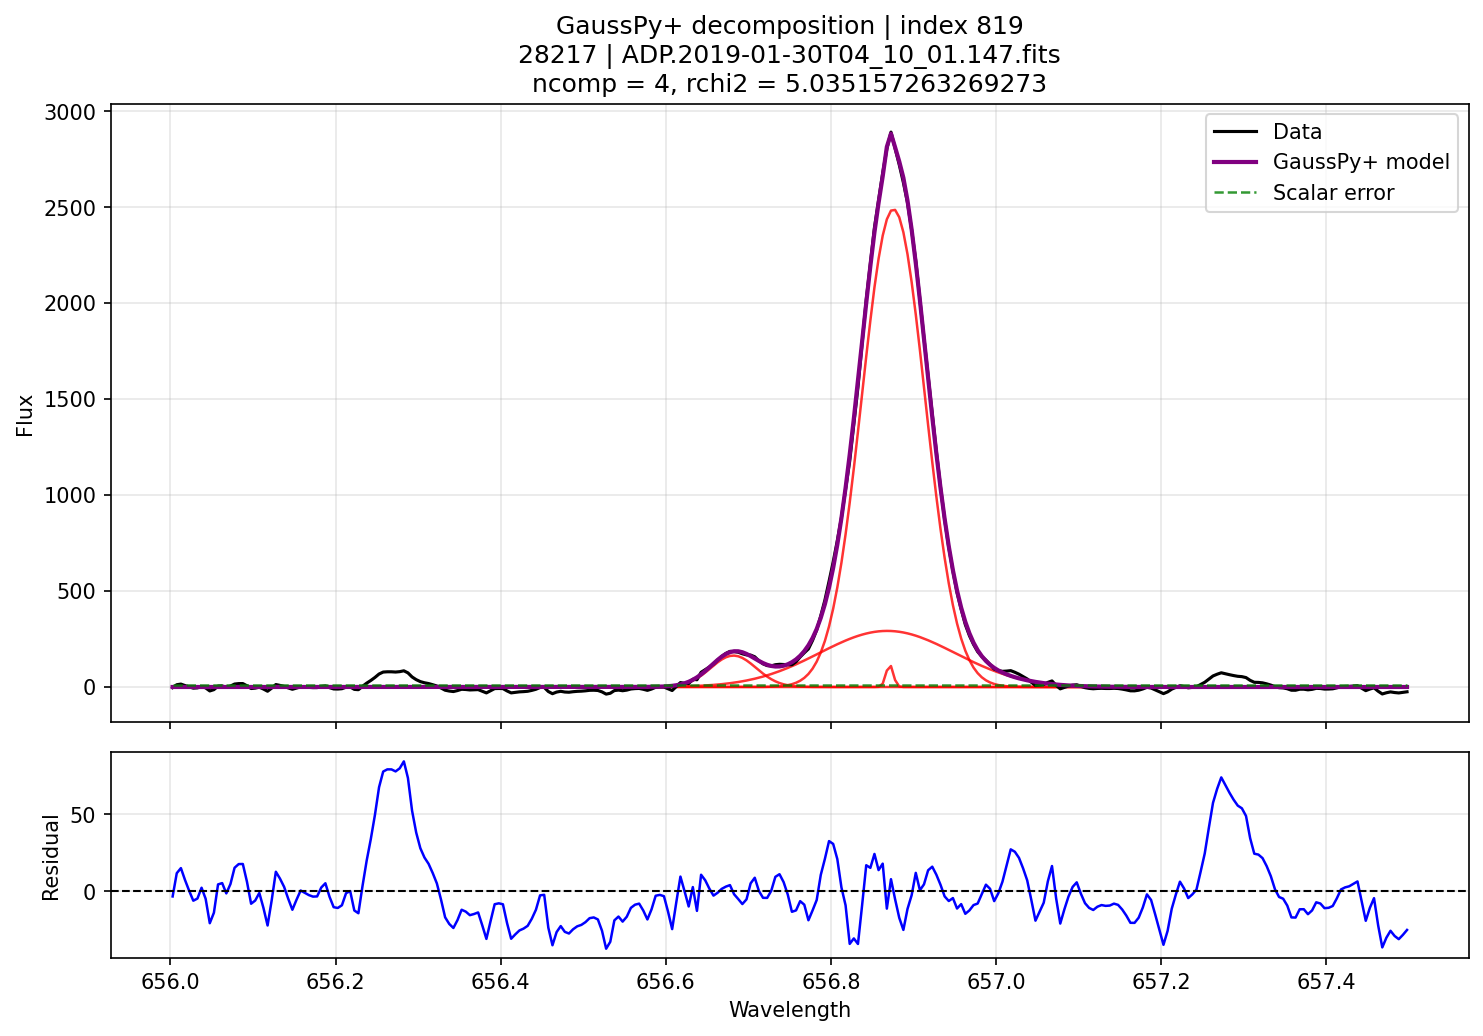 GaussPy+ decomposition | index 819
28217 | ADP.2019-01-30T04_10_01.147.fits
ncomp = 4, rchi2 = 5.035157263269273
3000
2500
2000
1500
1000
500
0
Flux
Data
GaussPy+ model
Scalar error
50
0
Residual
656.0 656.2 656.4 656.6 656.8 657.0 657.2 657.4
Wavelength